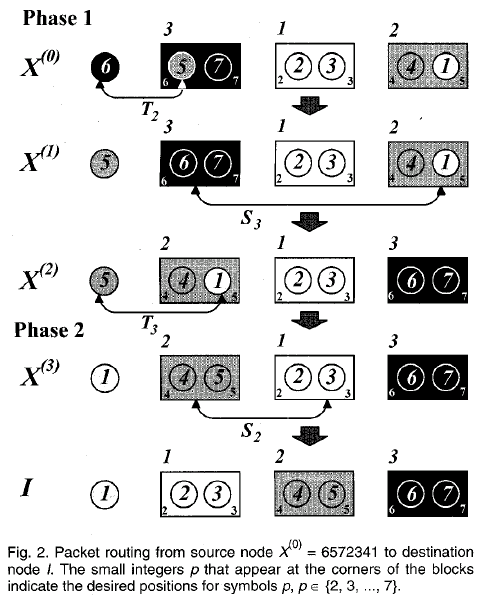 Phase 1
3 1 2
X(0) 6 5 7 2 3 4 1
6 7 2 3 4 5
T2
3 1 2
X(1) 5 6 7 2 3 4 1
6 7 2 3 4 5
S3
2 1 3
X(2) 5 4 1 2 3 6 7
4 5 2 3 6 7
T3
Phase 2
2 1 3
X(3) 1 4 5 2 3 6 7
4 5 2 3 6 7
S2
1 2 3
I 1 2 3 4 5 6 7
2 3 4 5 6 7
Fig. 2. Packet routing from source node X(0) = 6572341 to destination
node I. The small integers p that appear at the corners of the blocks
indicate the desired positions for symbols p, p ∈ {2, 3, ..., 7}.